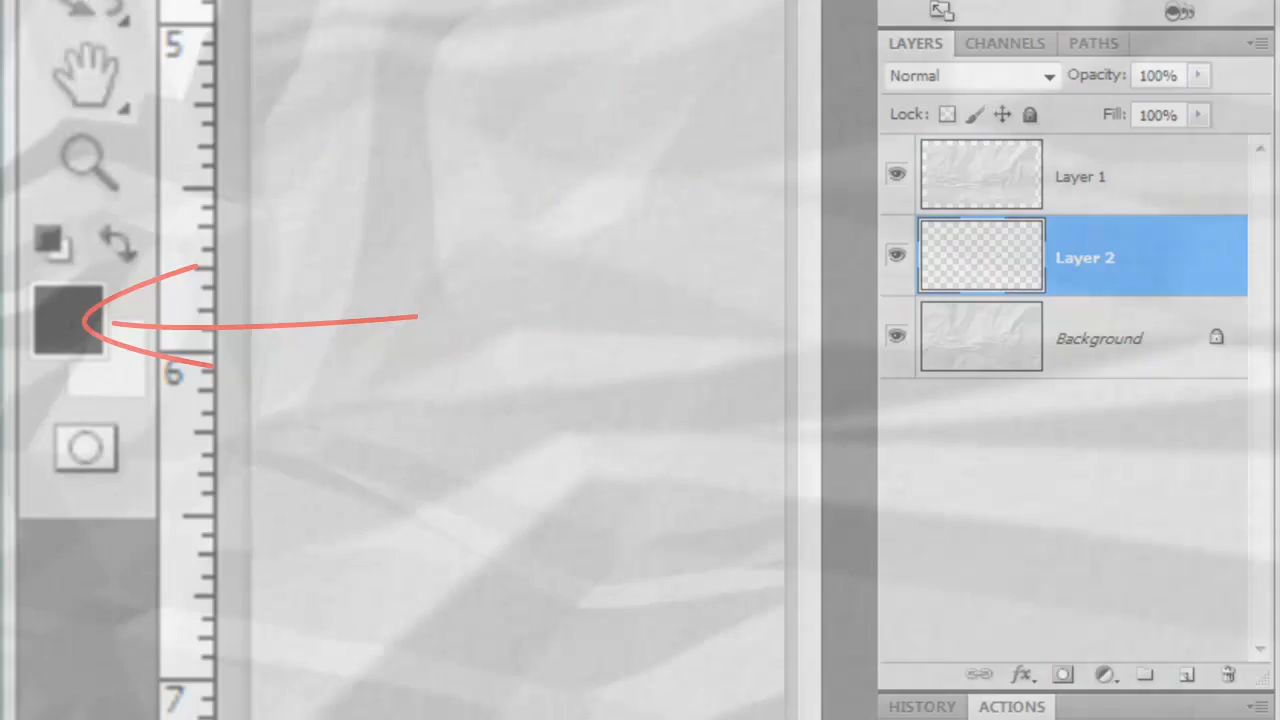 5
LAYERS CHANNELS PATHS
Normal Opacity: 100%
Lock: Fill: 100%
Layer 1
Layer 2
Background
6
fx
7
HISTORY ACTIONS